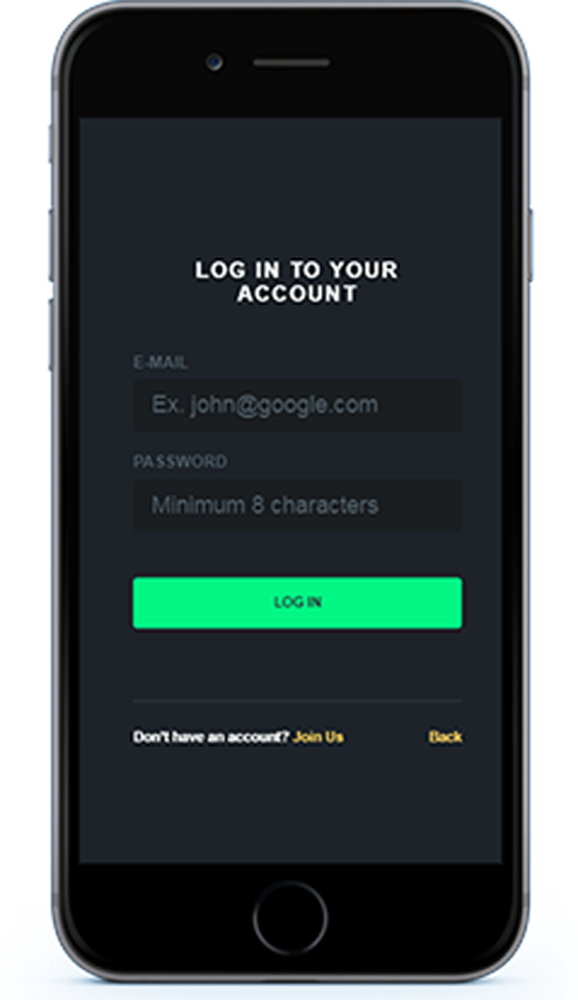 LOG IN TO YOUR
ACCOUNT
E-MAIL
Ex. john@google.com
PASSWORD
Minimum 8 characters
LOG IN
Don't have an account? Join Us Back